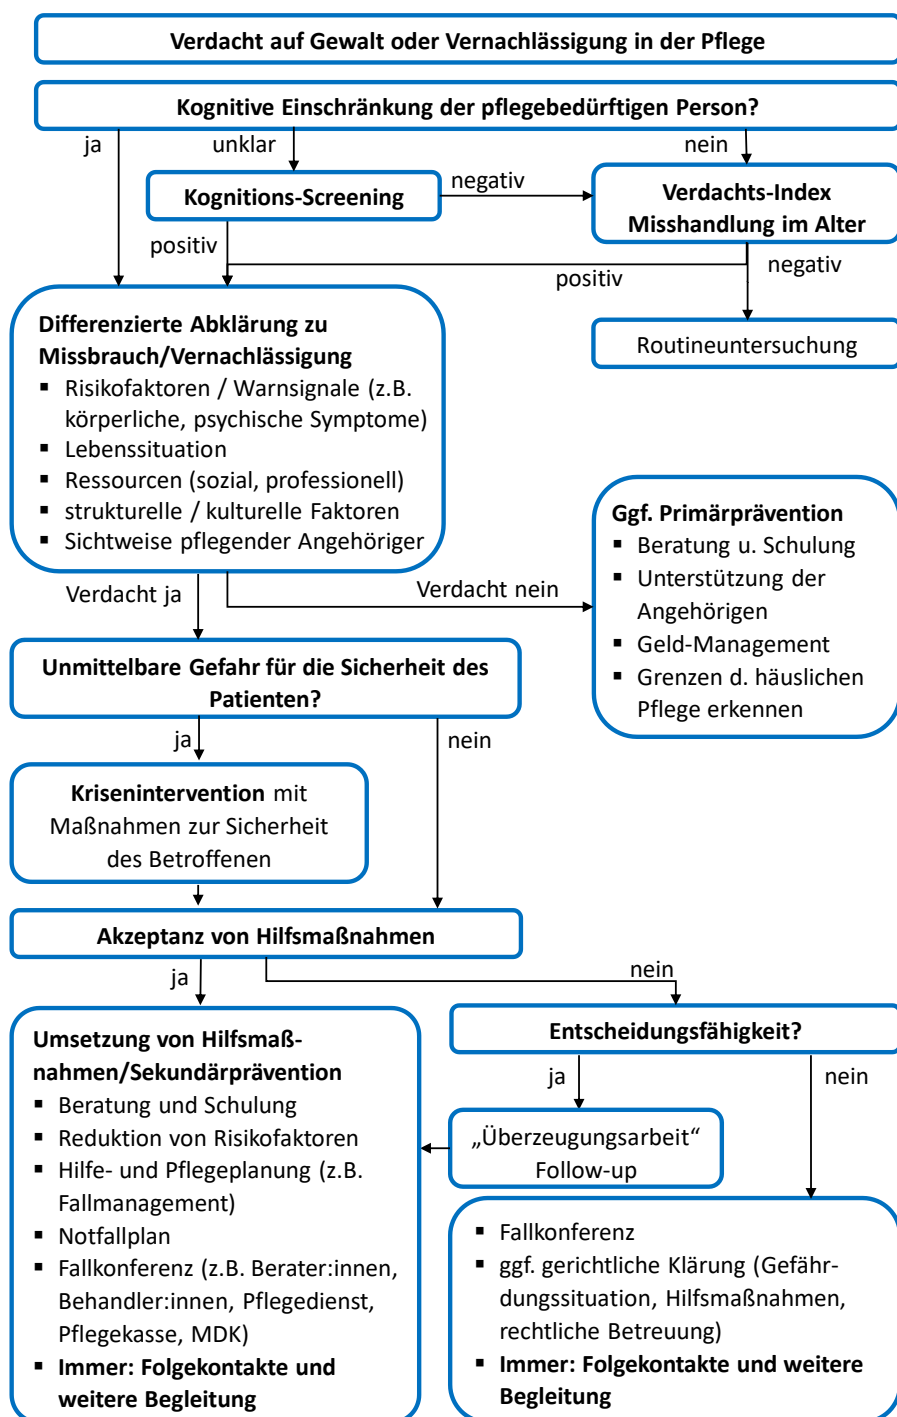 Verdacht auf Gewalt oder Vernachlässigung in der Pflege
Kognitive Einschränkung der pflegebedürftigen Person?
ja
unklar
nein
Kognitions-Screening
negativ
Verdachts-Index
Misshandlung im Alter
positiv
positiv
negativ
Differenzierte Abklärung zu
Missbrauch/Vernachlässigung
▪ Risikofaktoren / Warnsignale (z.B.
körperliche, psychische Symptome)
▪ Lebenssituation
▪ Ressourcen (sozial, professionell)
▪ strukturelle / kulturelle Faktoren
▪ Sichtweise pflegender Angehöriger
Routineuntersuchung
Ggf. Primärprävention
▪ Beratung u. Schulung
▪ Unterstützung der
Angehörigen
▪ Geld-Management
▪ Grenzen d. häuslichen
Pflege erkennen
Verdacht ja
Verdacht nein
Unmittelbare Gefahr für die Sicherheit des
Patienten?
ja
nein
Krisenintervention mit
Maßnahmen zur Sicherheit
des Betroffenen
Akzeptanz von Hilfsmaßnahmen
ja
nein
Umsetzung von Hilfsmaß-
nahmen/Sekundärprävention
▪ Beratung und Schulung
▪ Reduktion von Risikofaktoren
▪ Hilfe- und Pflegeplanung (z.B.
Fallmanagement)
▪ Notfallplan
▪ Fallkonferenz (z.B. Berater:innen,
Behandler:innen, Pflegedienst,
Pflegekasse, MDK)
▪ Immer: Folgekontakte und
weitere Begleitung
Entscheidungsfähigkeit?
ja
nein
„Überzeugungsarbeit“
Follow-up
▪ Fallkonferenz
▪ ggf. gerichtliche Klärung (Gefähr-
dungssituation, Hilfsmaßnahmen,
rechtliche Betreuung)
▪ Immer: Folgekontakte und weitere
Begleitung